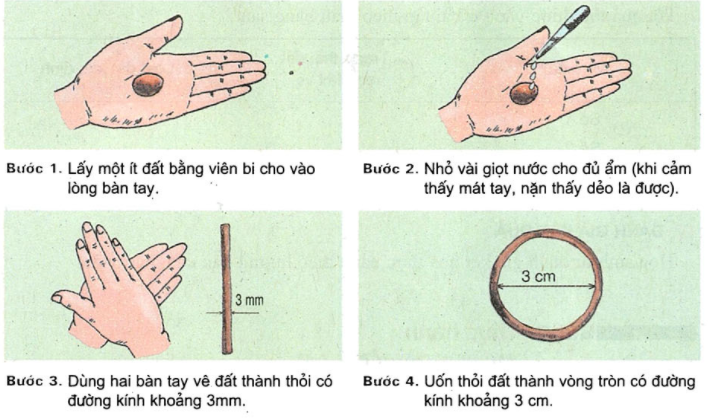 Bước 1. Lấy một ít đất bằng viên bi cho vào
lòng bàn tay.
Bước 2. Nhỏ vài giọt nước cho đủ ẩm (khi cảm
thấy mát tay, nặn thấy dẻo là được).
3 mm
3 cm
Bước 3. Dùng hai bàn tay vê đất thành thỏi có
đường kính khoảng 3mm.
Bước 4. Uốn thỏi đất thành vòng tròn có đường
kính khoảng 3 cm.